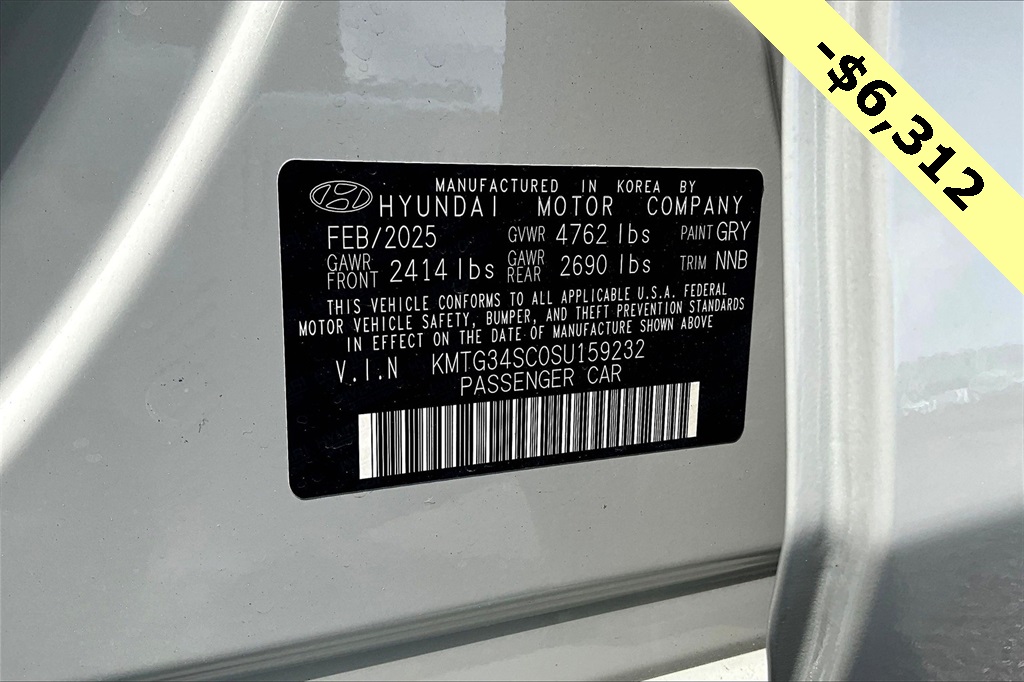 -$6,312
MANUFACTURED IN KOREA BY
HYUNDAI MOTOR COMPANY
FEB/2025 GVWR 4762 lbs PAINT GRY
GAWR FRONT 2414 lbs GAWR REAR 2690 lbs TRIM NNB
THIS VEHICLE CONFORMS TO ALL APPLICABLE U.S.A. FEDERAL
MOTOR VEHICLE SAFETY, BUMPER, AND THEFT PREVENTION STANDARDS
IN EFFECT ON THE DATE OF MANUFACTURE SHOWN ABOVE
V.I.N KMTG34SC0SU159232
PASSENGER CAR